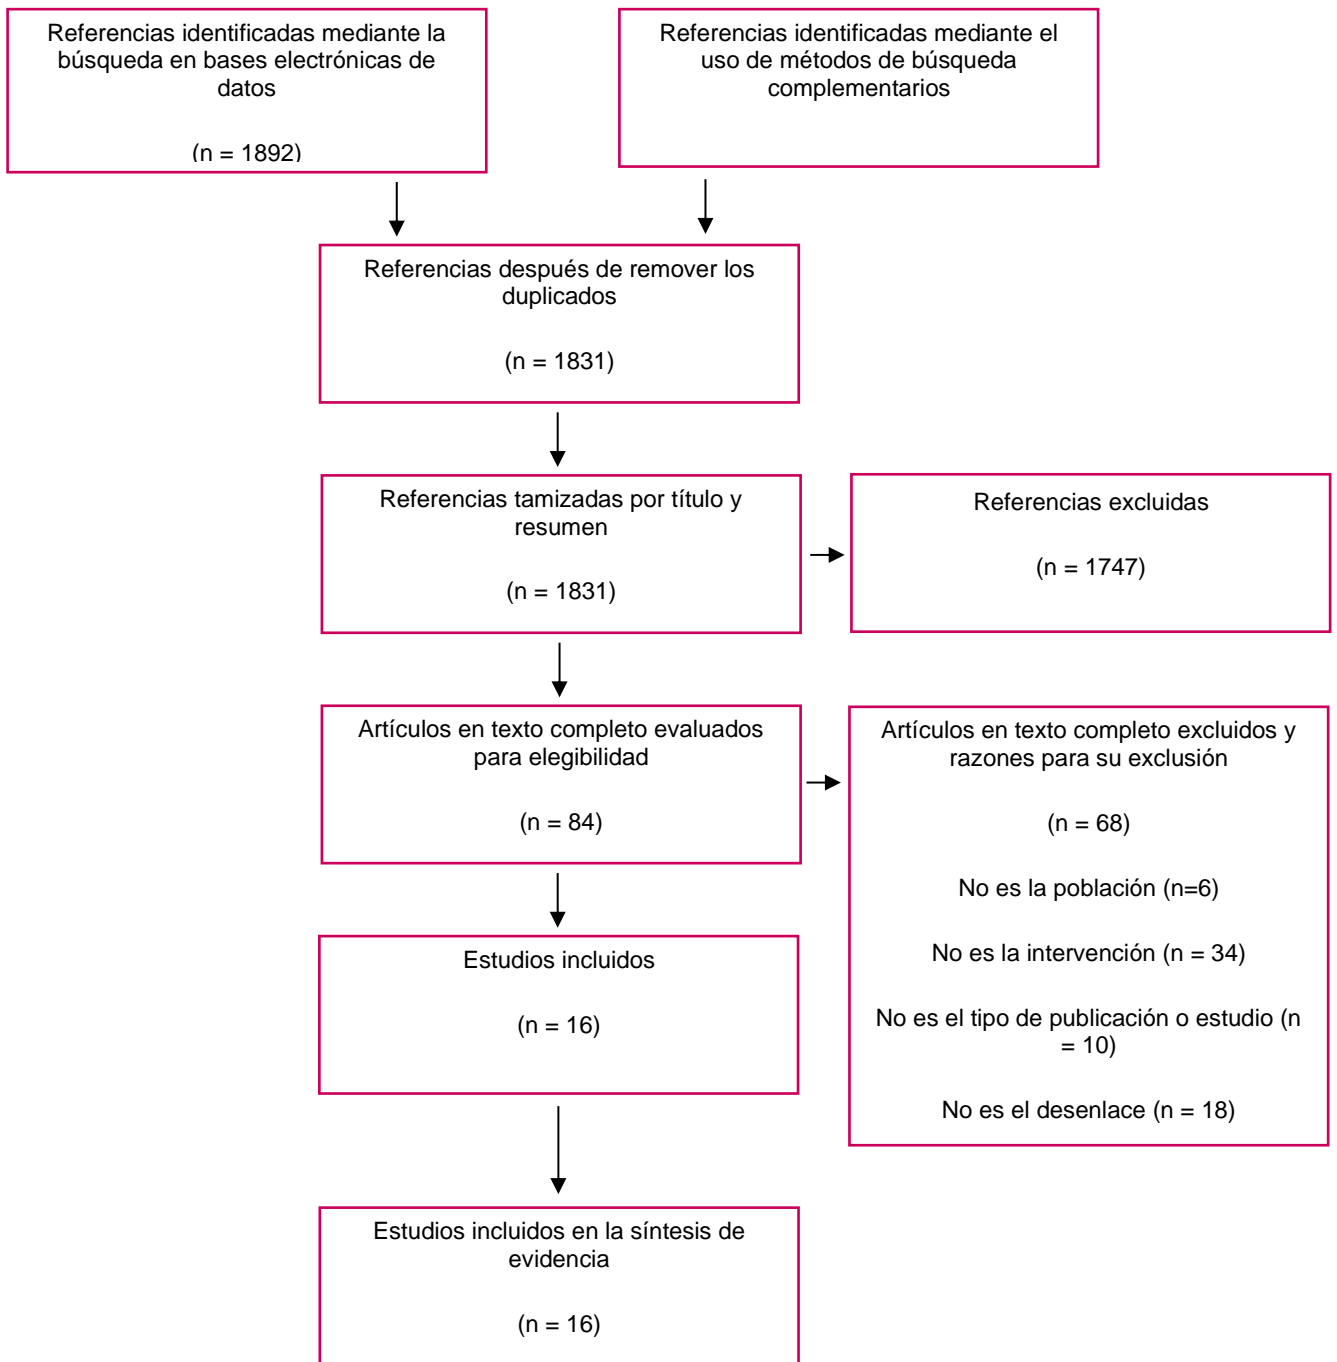 Referencias identificadas mediante la
búsqueda en bases electrónicas de
datos
(n = 1892)
Referencias identificadas mediante el
uso de métodos de búsqueda
complementarios
Referencias después de remover los
duplicados
(n = 1831)
Referencias tamizadas por título y
resumen
(n = 1831)
Referencias excluidas
(n = 1747)
Artículos en texto completo evaluados
para elegibilidad
(n = 84)
Artículos en texto completo excluidos y
razones para su exclusión
(n = 68)
No es la población (n=6)
No es la intervención (n = 34)
No es el tipo de publicación o estudio (n
= 10)
No es el desenlace (n = 18)
Estudios incluidos
(n = 16)
Estudios incluidos en la síntesis de
evidencia
(n = 16)